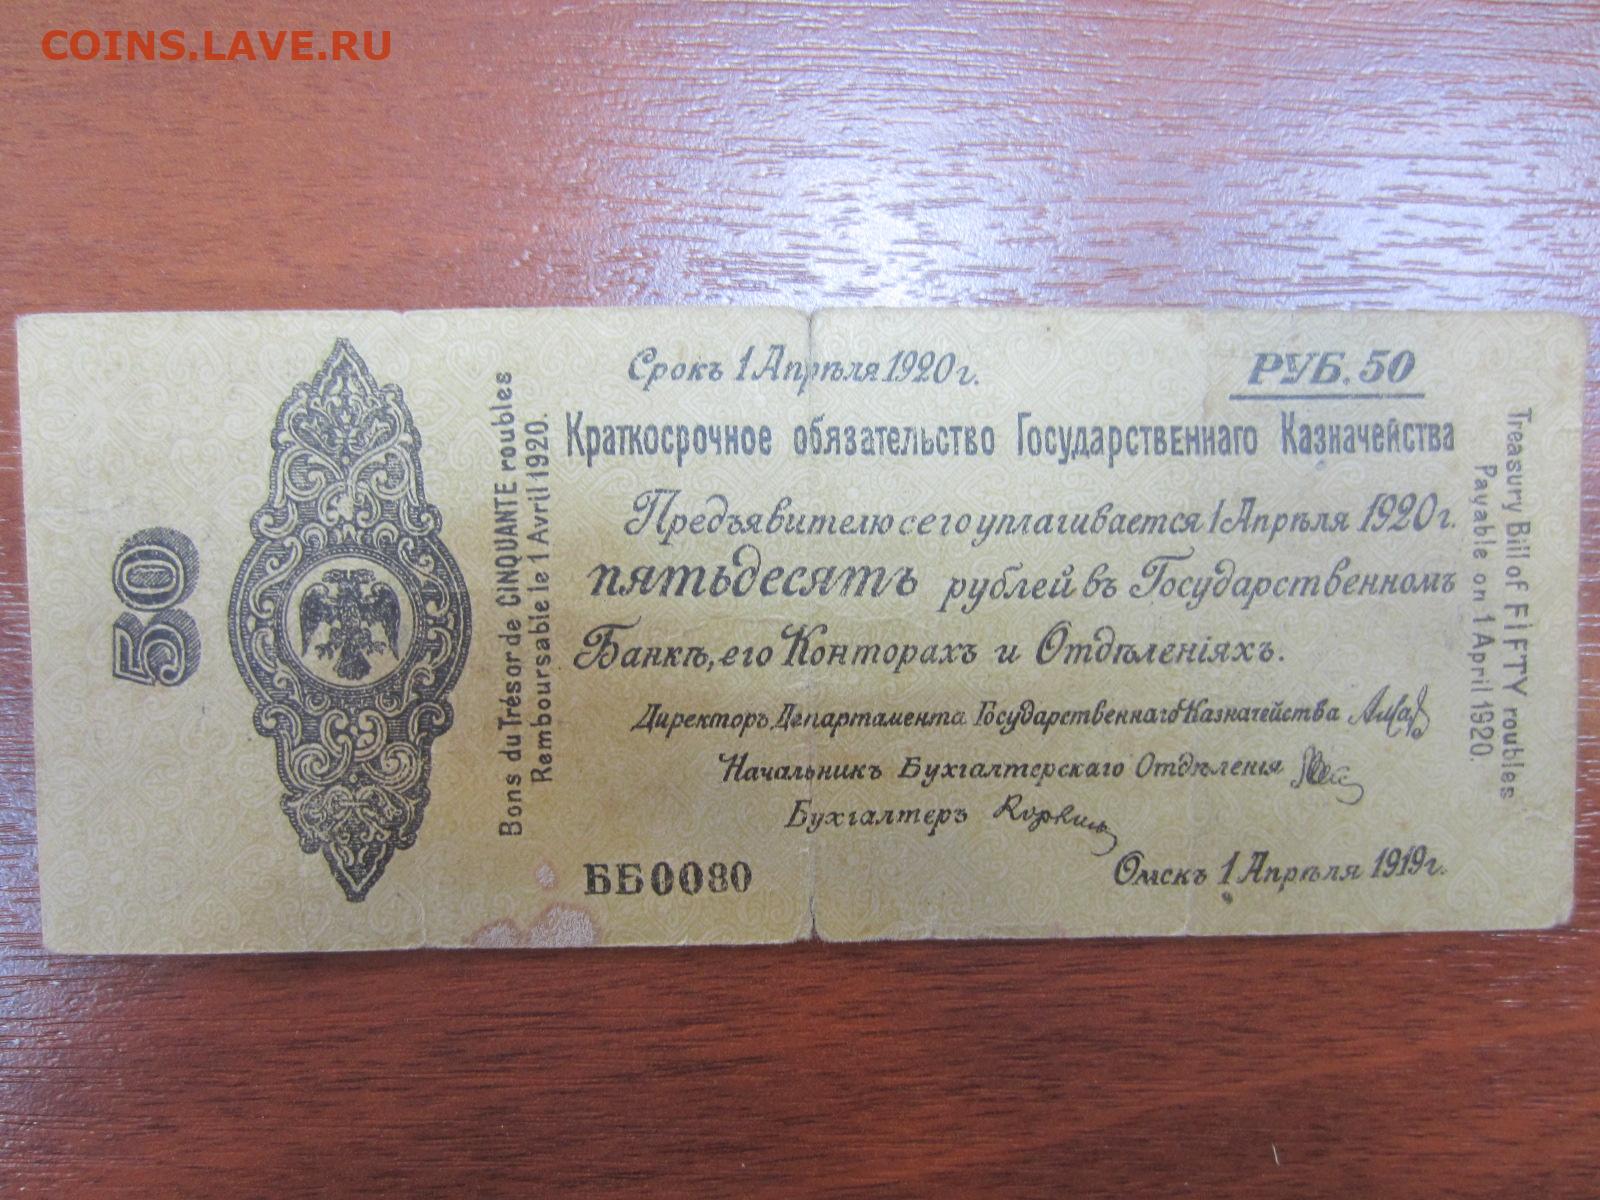 COINS.LAVE.RU
50
Bons du Trésor de CINQUANTE roubles
Remboursable le 1 Avril 1920.
Срокъ 1 Апрѣля 1920 г.
РУБ. 50
Краткосрочное обязательство Государственнаго Казначейства
Предъявителю сего уплачивается 1 Апрѣля 1920 г.
пятьдесятъ рублей въ Государственномъ
Банкѣ, его Конторахъ и Отдѣленіяхъ.
Директоръ Департамента Государственнаго Казначейства
Начальникъ Бухгалтерскаго Отдѣленія
Бухгалтеръ
ББ0080
Омскъ 1 Апрѣля 1919 г.
Treasury Bill of FIFTY roubles
Payable on 1 April 1920.